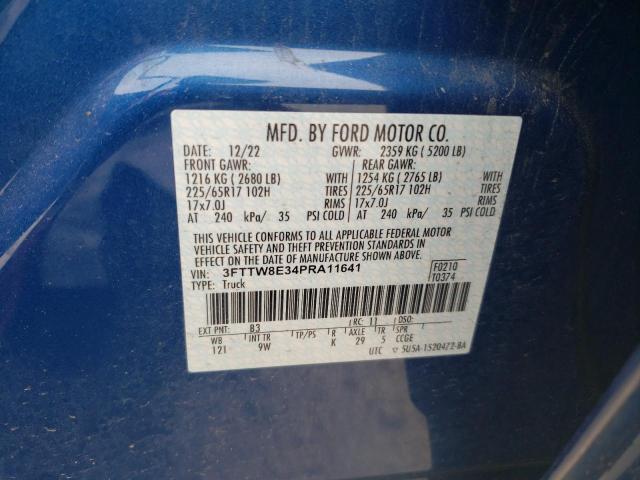 MFD. BY FORD MOTOR CO.
DATE: 12/22 GVWR: 2359 KG ( 5200 LB)
FRONT GAWR: REAR GAWR:
1216 KG ( 2680 LB) WITH 1254 KG ( 2765 LB) WITH
225/65R17 102H TIRES 225/65R17 102H TIRES
17x7.0J RIMS 17x7.0J RIMS
AT 240 kPa/ 35 PSI COLD AT 240 kPa/ 35 PSI COLD
THIS VEHICLE CONFORMS TO ALL APPLICABLE FEDERAL MOTOR
VEHICLE SAFETY AND THEFT PREVENTION STANDARDS IN
EFFECT ON THE DATE OF MANUFACTURE SHOWN ABOVE.
VIN: 3FTTW8E34PRA11641 F0210
TYPE: Truck T0374
EXT PNT: B3 RC: 11
WB INT TR TP/PS R AXLE TR SPR
121 9W K 29 5 CCGE
UTC 5U5A-1520472-BA